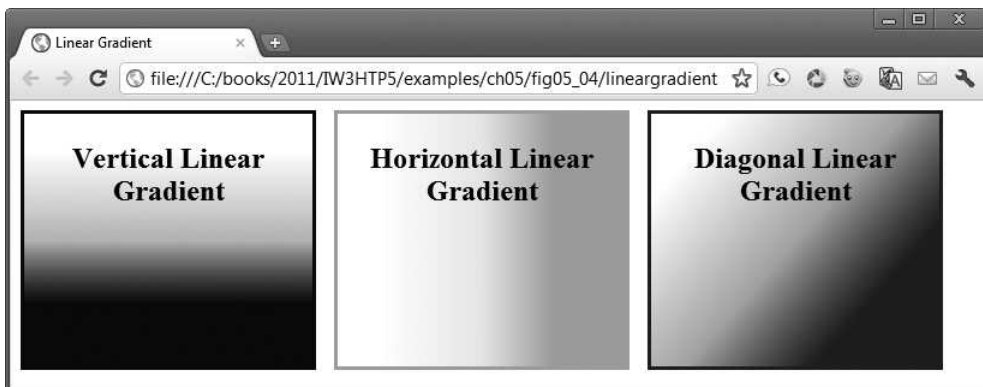 Linear Gradient
file:///C:/books/2011/IW3HTP5/examples/ch05/fig05_04/lineargradient
Vertical Linear
Gradient
Horizontal Linear
Gradient
Diagonal Linear
Gradient